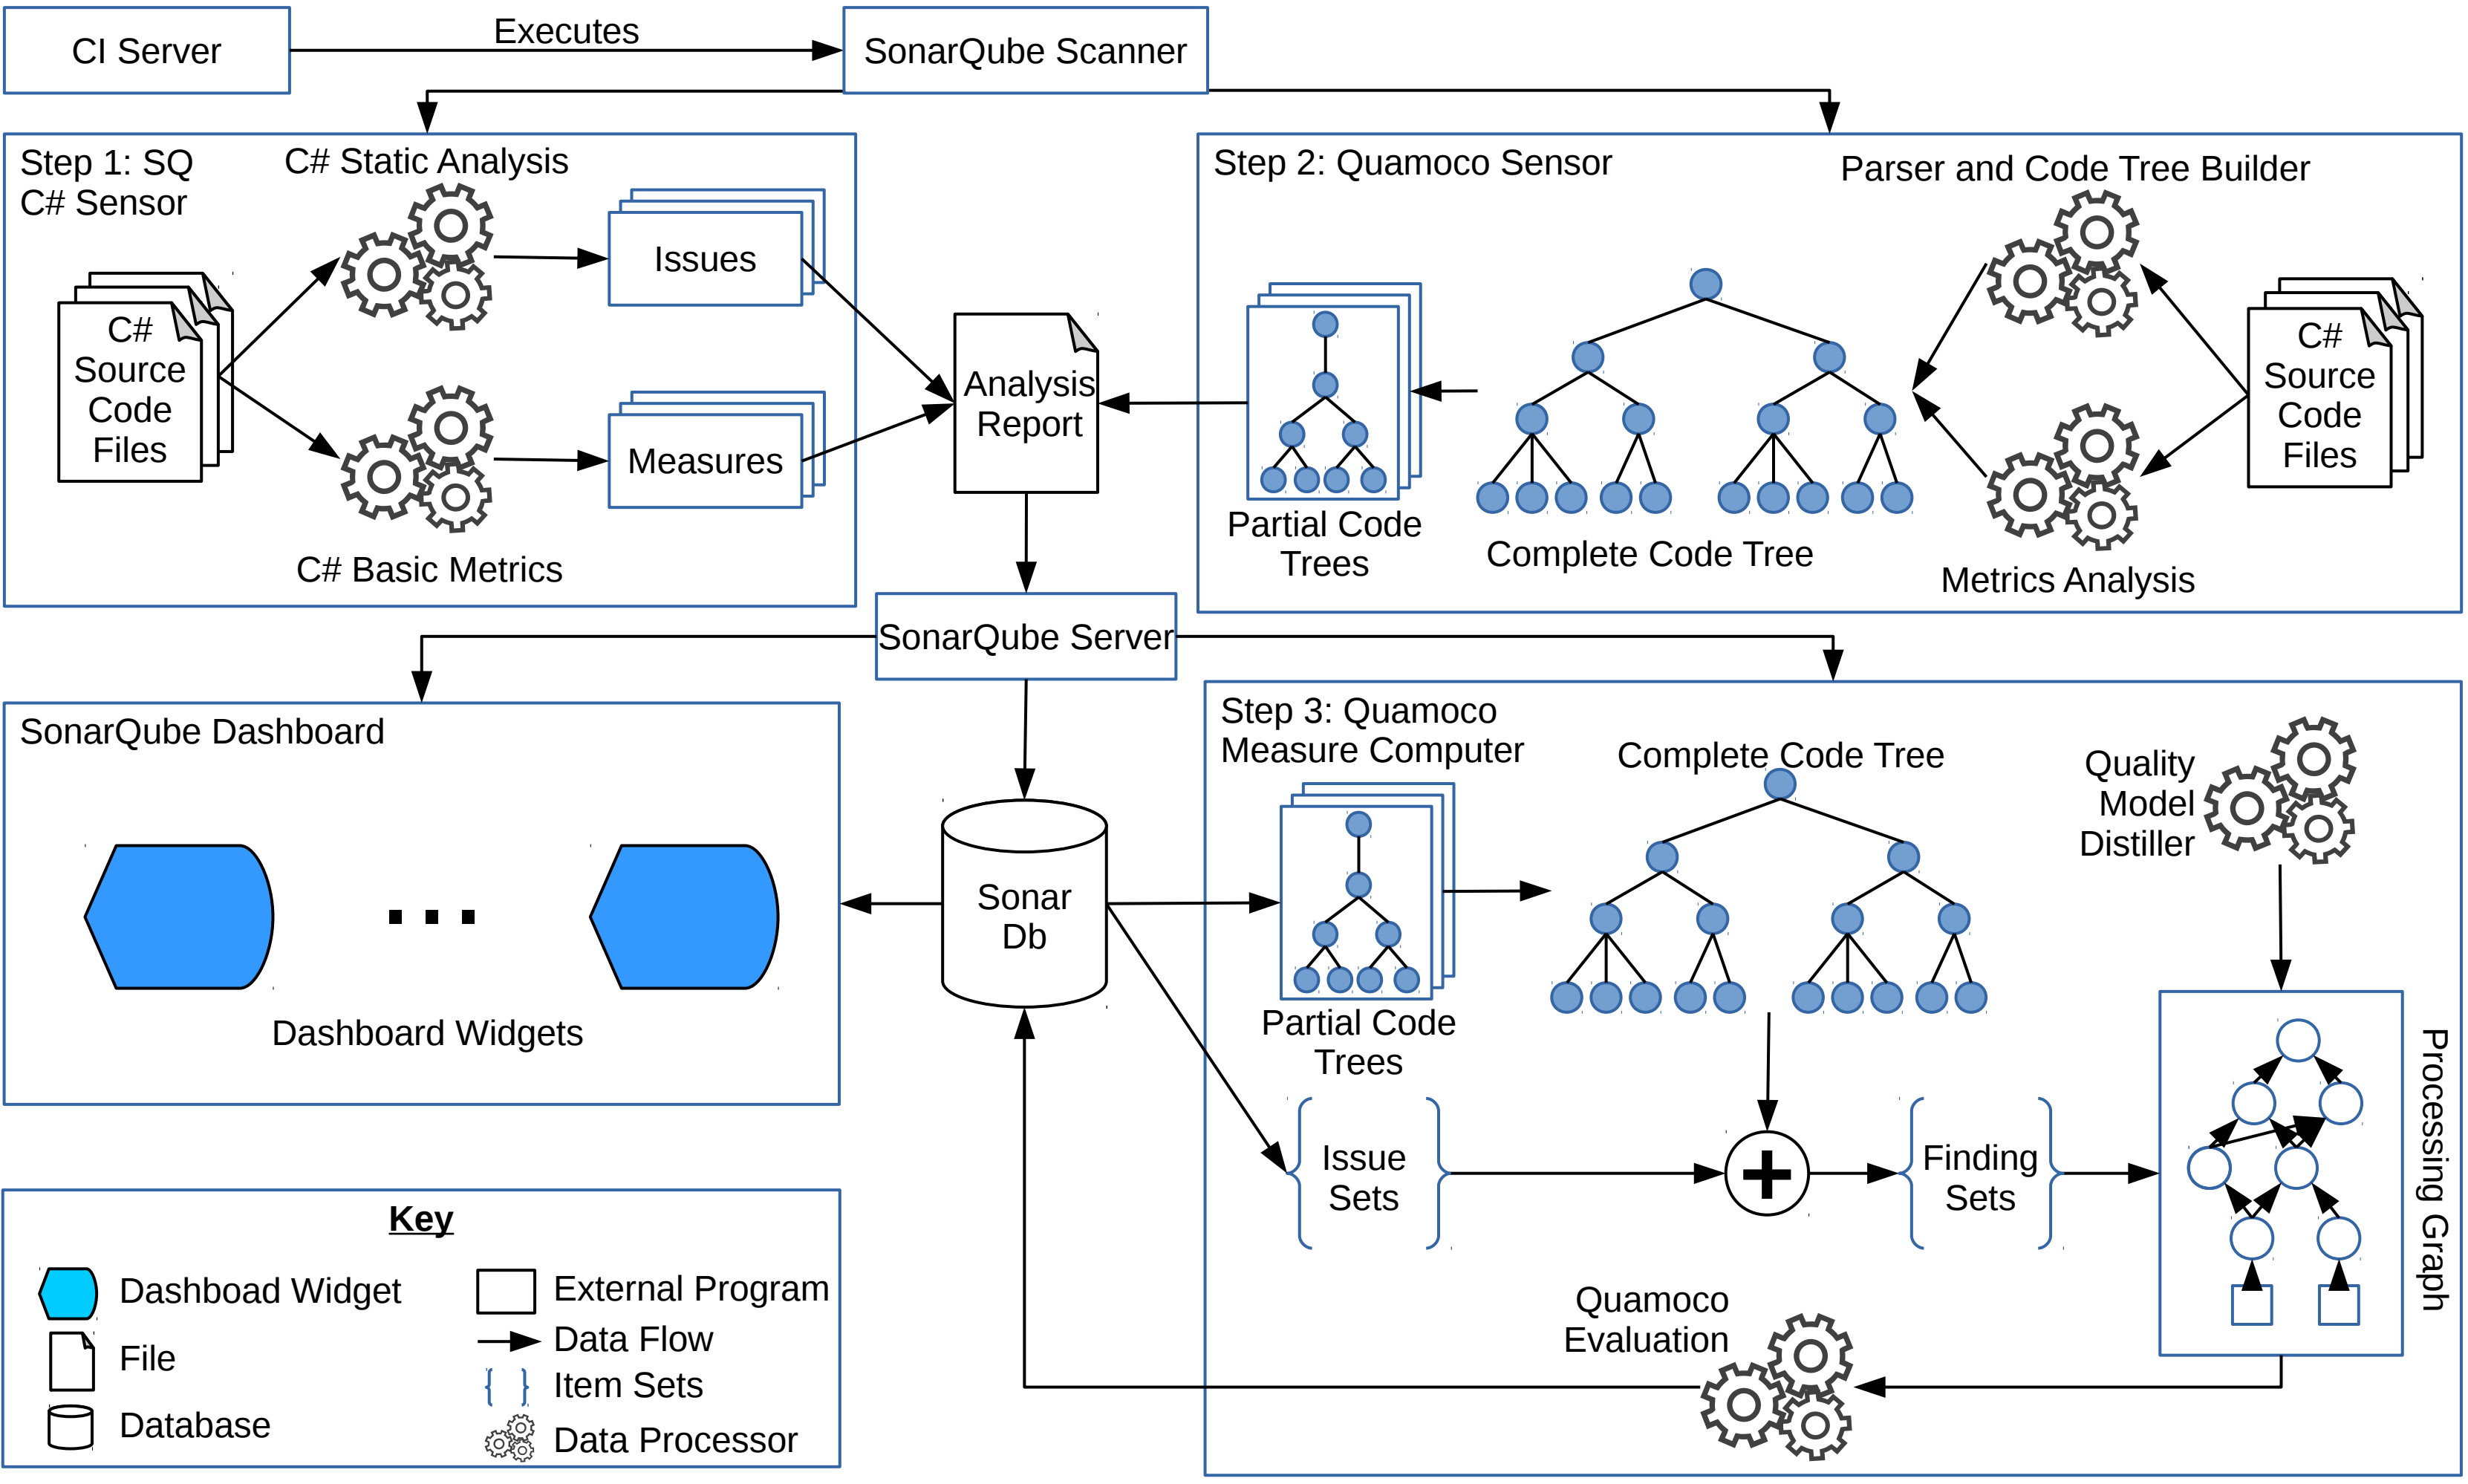 CI Server
Executes
SonarQube Scanner
Step 1: SQ
C# Sensor
C# Static Analysis
Issues
C#
Source
Code
Files
Measures
C# Basic Metrics
Analysis
Report
Step 2: Quamoco Sensor
Parser and Code Tree Builder
C#
Source
Code
Files
Partial Code
Trees
Complete Code Tree
Metrics Analysis
SonarQube Server
SonarQube Dashboard
...
Dashboard Widgets
Sonar
Db
Step 3: Quamoco
Measure Computer
Complete Code Tree
Quality
Model
Distiller
Partial Code
Trees
Issue
Sets
+
Finding
Sets
Processing Graph
Quamoco
Evaluation
Key
Dashboad Widget
File
Database
External Program
Data Flow
{ } Item Sets
Data Processor